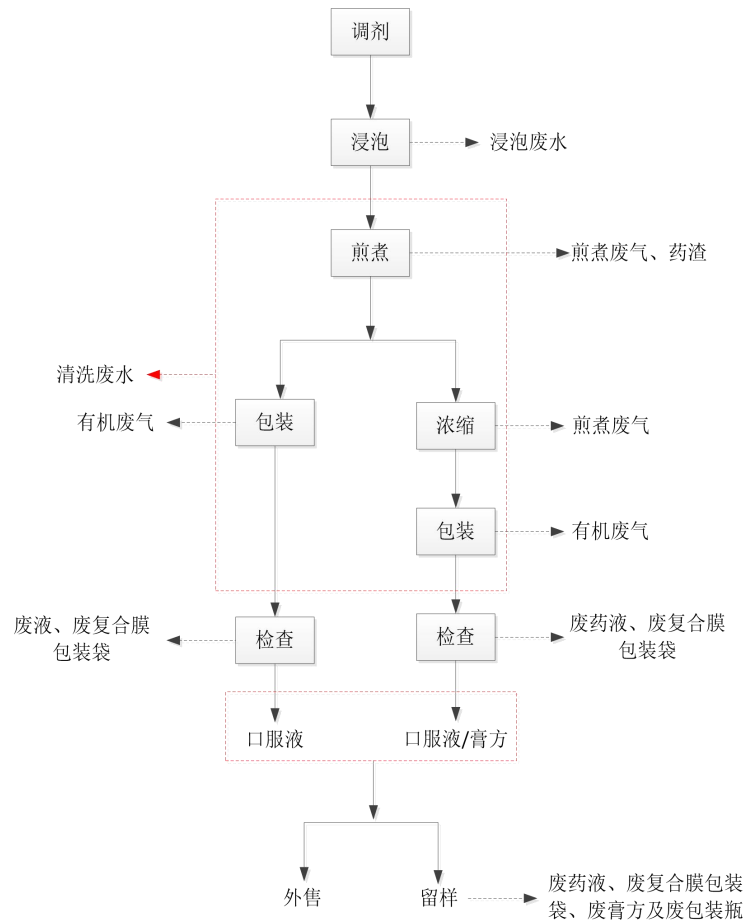 调剂
浸泡
浸泡废水
煎煮
煎煮废气、药渣
清洗废水
有机废气
包装
浓缩
煎煮废气
包装
有机废气
废液、废复合膜
包装袋
检查
检查
废药液、废复合膜
包装袋
口服液
口服液/膏方
外售
留样
废药液、废复合膜包装
袋、废膏方及废包装瓶